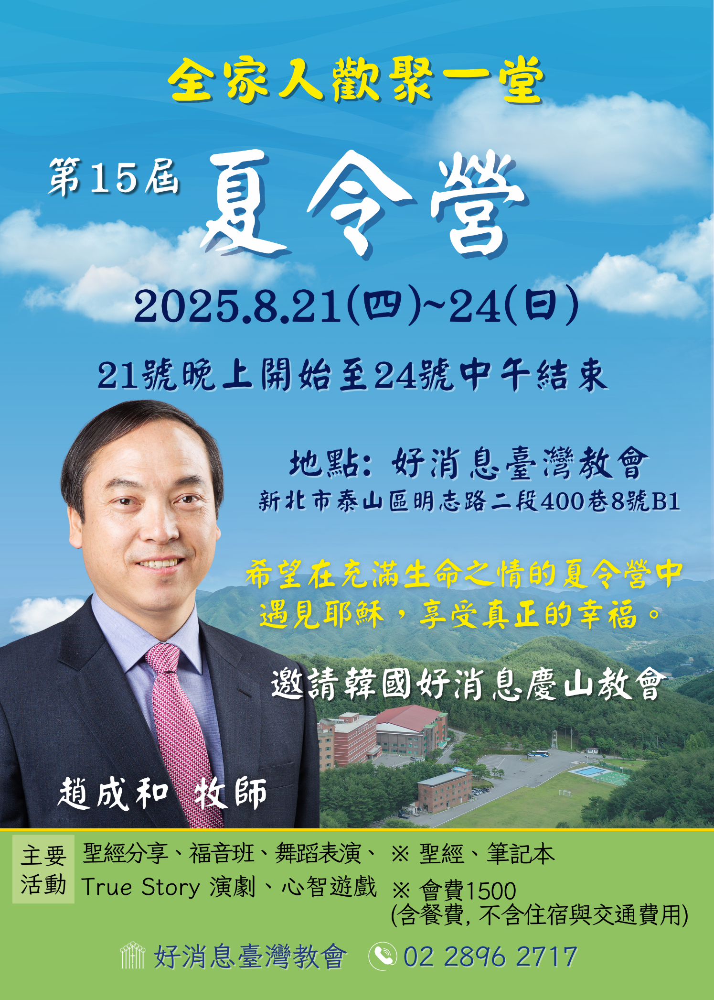 全家人歡聚一堂
第15屆 夏令營
2025.8.21(四)~24(日)
21號晚上開始至24號中午結束
地點: 好消息臺灣教會
新北市泰山區明志路二段400巷8號B1
希望在充滿生命之情的夏令營中
遇見耶穌，享受真正的幸福。
邀請韓國好消息慶山教會
趙成和 牧師
主要
活動
聖經分享、福音班、舞蹈表演、
True Story 演劇、心智遊戲
※ 聖經、筆記本
※ 會費1500
(含餐費, 不含住宿與交通費用)
好消息臺灣教會 02 2896 2717